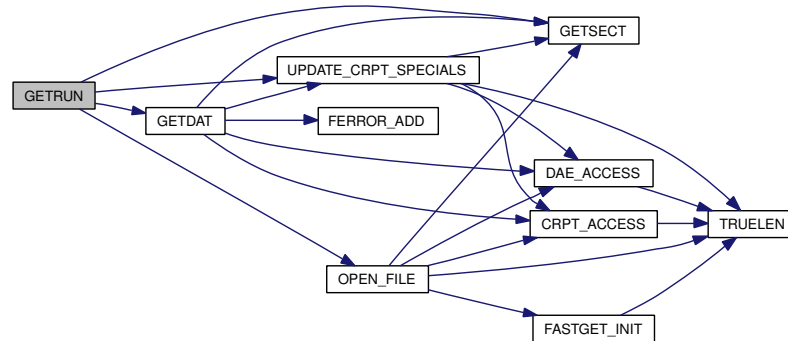 GETSECT
UPDATE_CRPT_SPECIALS
GETRUN
GETDAT
FERROR_ADD
DAE_ACCESS
CRPT_ACCESS
TRUELEN
OPEN_FILE
FASTGET_INIT